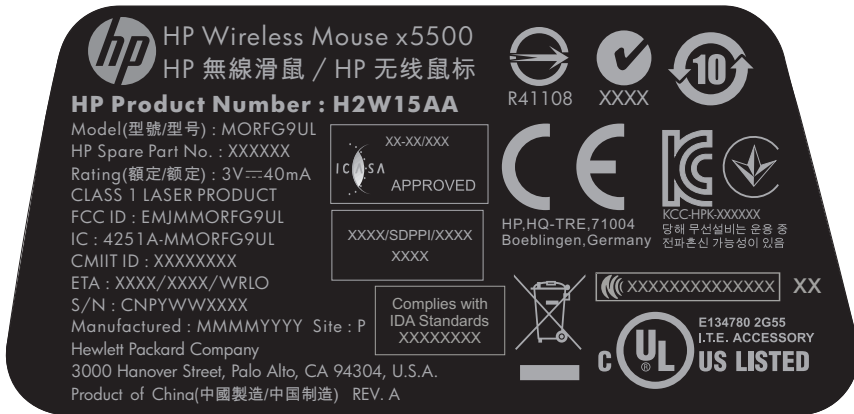 hp
HP Wireless Mouse x5500
HP 無線滑鼠 / HP 无线鼠标
HP Product Number : H2W15AA
Model(型號/型号) : MORFG9UL
HP Spare Part No. : XXXXXX
Rating(額定/额定) : 3V⎓40mA
CLASS 1 LASER PRODUCT
FCC ID : EMJMMORFG9UL
IC : 4251A-MMORFG9UL
CMIIT ID : XXXXXXXX
ETA : XXXX/XXXX/WRLO
S/N : CNPYWWXXXX
Manufactured : MMMMYYYY Site : P
Hewlett Packard Company
3000 Hanover Street, Palo Alto, CA 94304, U.S.A.
Product of China(中國製造/中国制造) REV. A
XX-XX/XXX
ICASA
APPROVED
XXXX/SDPPI/XXXX
XXXX
Complies with
IDA Standards
XXXXXXXX
R41108
XXXX
10
CE
HP,HQ-TRE,71004
Boeblingen,Germany
KC
KCC-HPK-XXXXXX
당해 무선설비는 운용 중
전파혼신 가능성이 있음
XXXXXXXXXXXXXX XX
C UL ® US LISTED
E134780 2G55
I.T.E. ACCESSORY